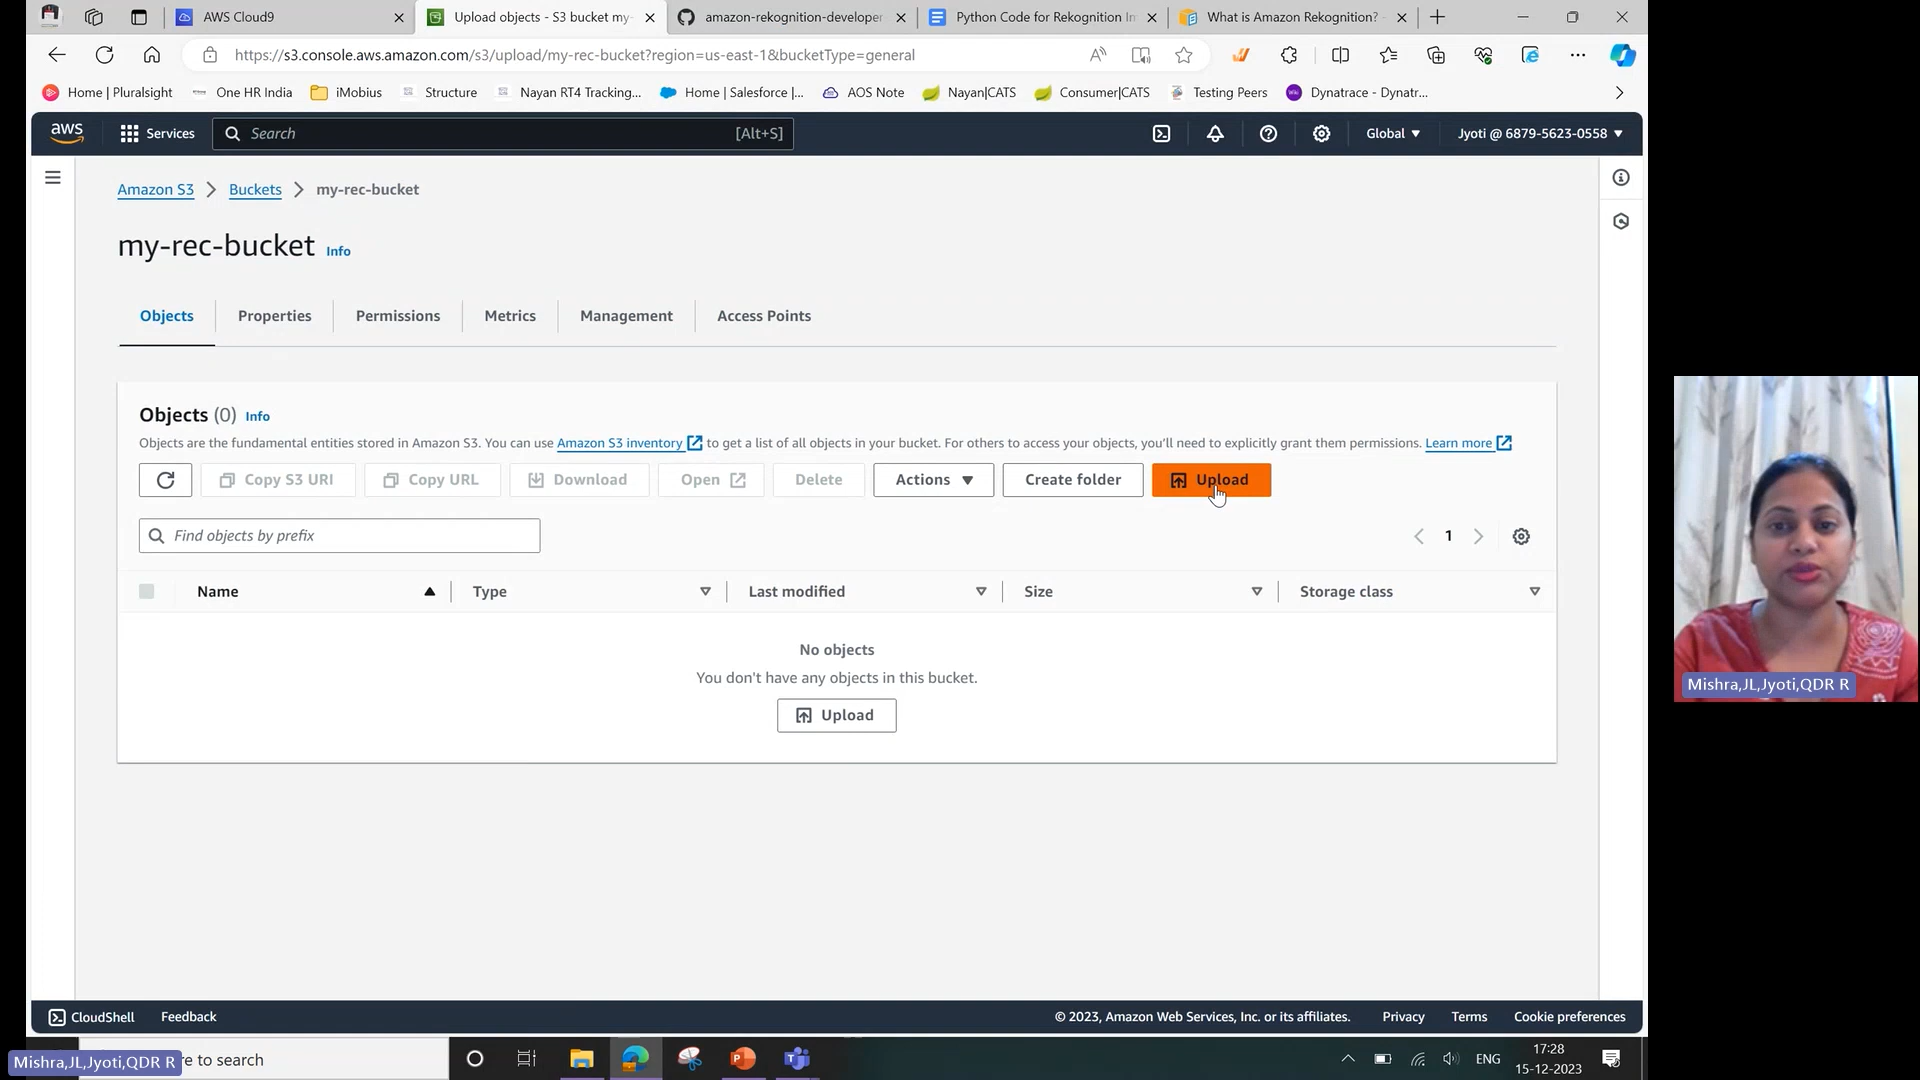 AWS Cloud9
Upload objects - S3 bucket my-
amazon-rekognition-developer
Python Code for Rekognition Im
What is Amazon Rekognition? -
https://s3.console.aws.amazon.com/s3/upload/my-rec-bucket?region=us-east-1&bucketType=general
Home | Pluralsight
One HR India
iMobius
Structure
Nayan RT4 Tracking...
Home | Salesforce |...
AOS Note
Nayan|CATS
Consumer|CATS
Testing Peers
Dynatrace - Dynatr...
aws
Services
Search
[Alt+S]
Global
Jyoti @ 6879-5623-0558
Amazon S3
Buckets
my-rec-bucket
my-rec-bucket Info
Objects
Properties
Permissions
Metrics
Management
Access Points
Objects (0) Info
Objects are the fundamental entities stored in Amazon S3. You can use Amazon S3 inventory to get a list of all objects in your bucket. For others to access your objects, you'll need to explicitly grant them permissions. Learn more
Copy S3 URI
Copy URL
Download
Open
Delete
Actions
Create folder
Upload
Find objects by prefix
1
Name
Type
Last modified
Size
Storage class
No objects
You don't have any objects in this bucket.
Upload
Mishra,JL,Jyoti,QDR R
CloudShell
Feedback
© 2023, Amazon Web Services, Inc. or its affiliates.
Privacy
Terms
Cookie preferences
Mishra,JL,Jyoti,QDR R
re to search
ENG
17:28
15-12-2023